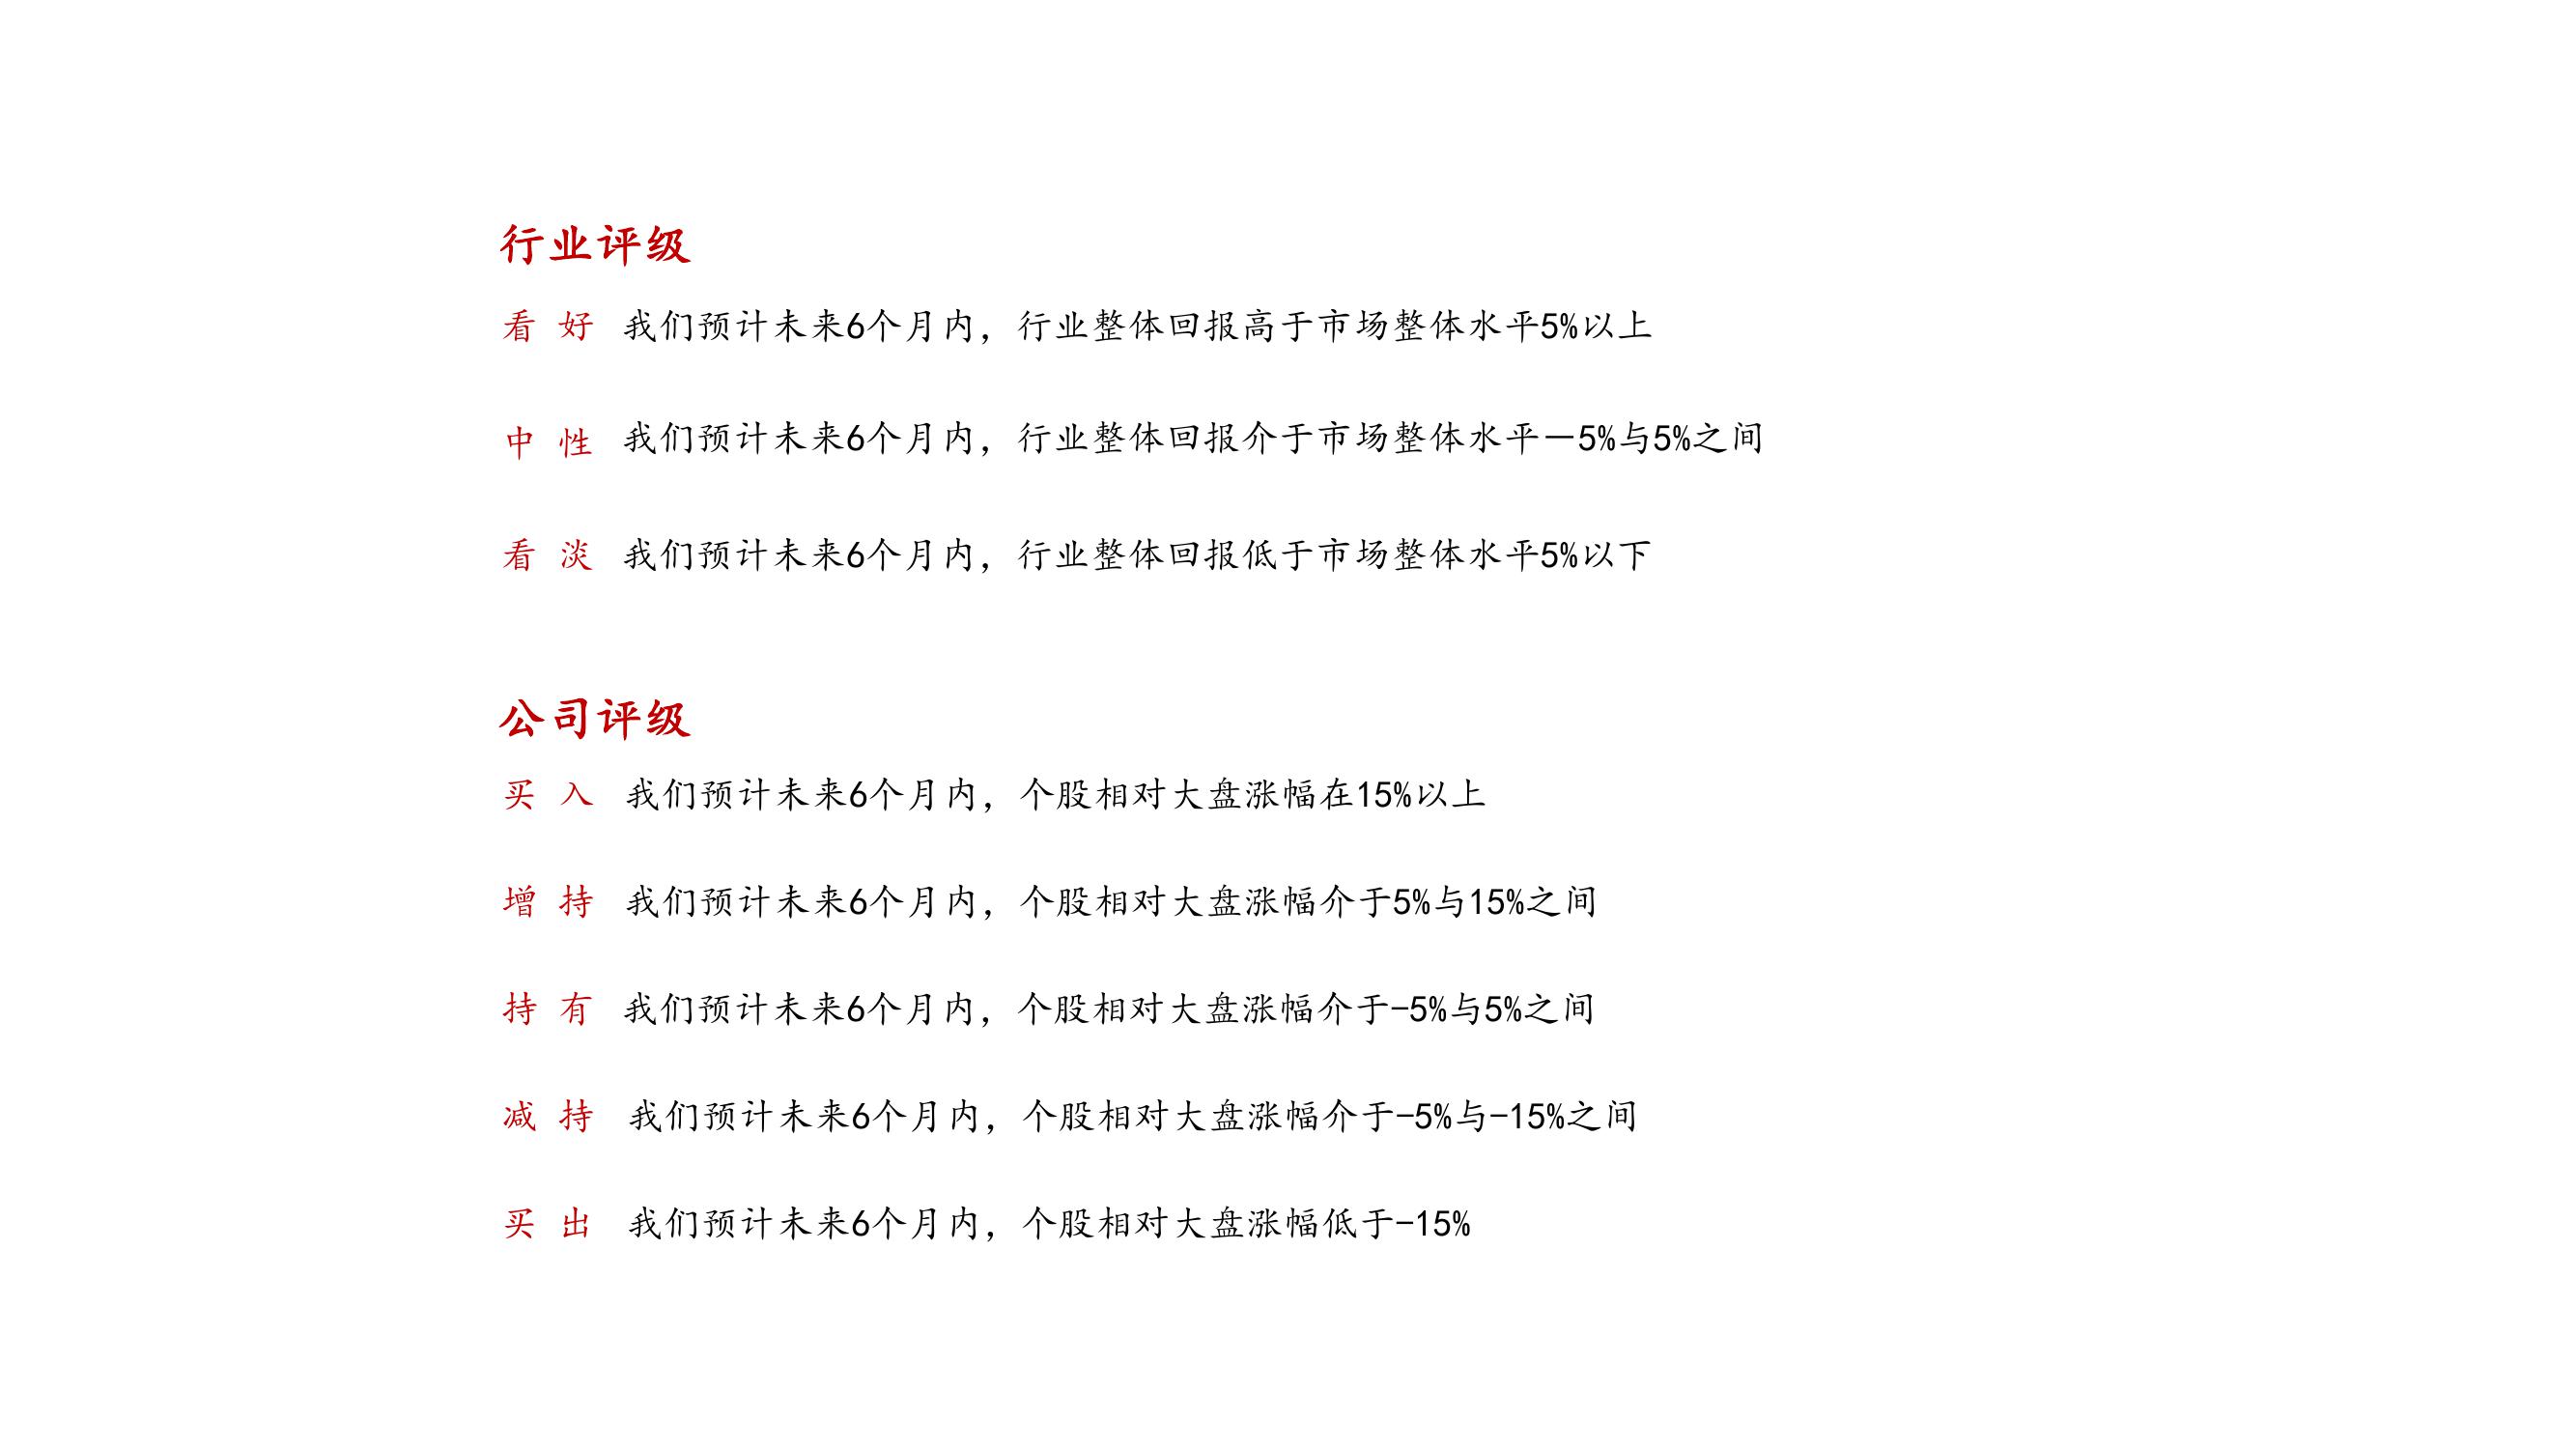 行业评级
看 好 我们预计未来6个月内，行业整体回报高于市场整体水平5%以上
中 性 我们预计未来6个月内，行业整体回报介于市场整体水平－5%与5%之间
看 淡 我们预计未来6个月内，行业整体回报低于市场整体水平5%以下
公司评级
买 入 我们预计未来6个月内，个股相对大盘涨幅在15%以上
增 持 我们预计未来6个月内，个股相对大盘涨幅介于5%与15%之间
持 有 我们预计未来6个月内，个股相对大盘涨幅介于-5%与5%之间
减 持 我们预计未来6个月内，个股相对大盘涨幅介于-5%与-15%之间
买 出 我们预计未来6个月内，个股相对大盘涨幅低于-15%